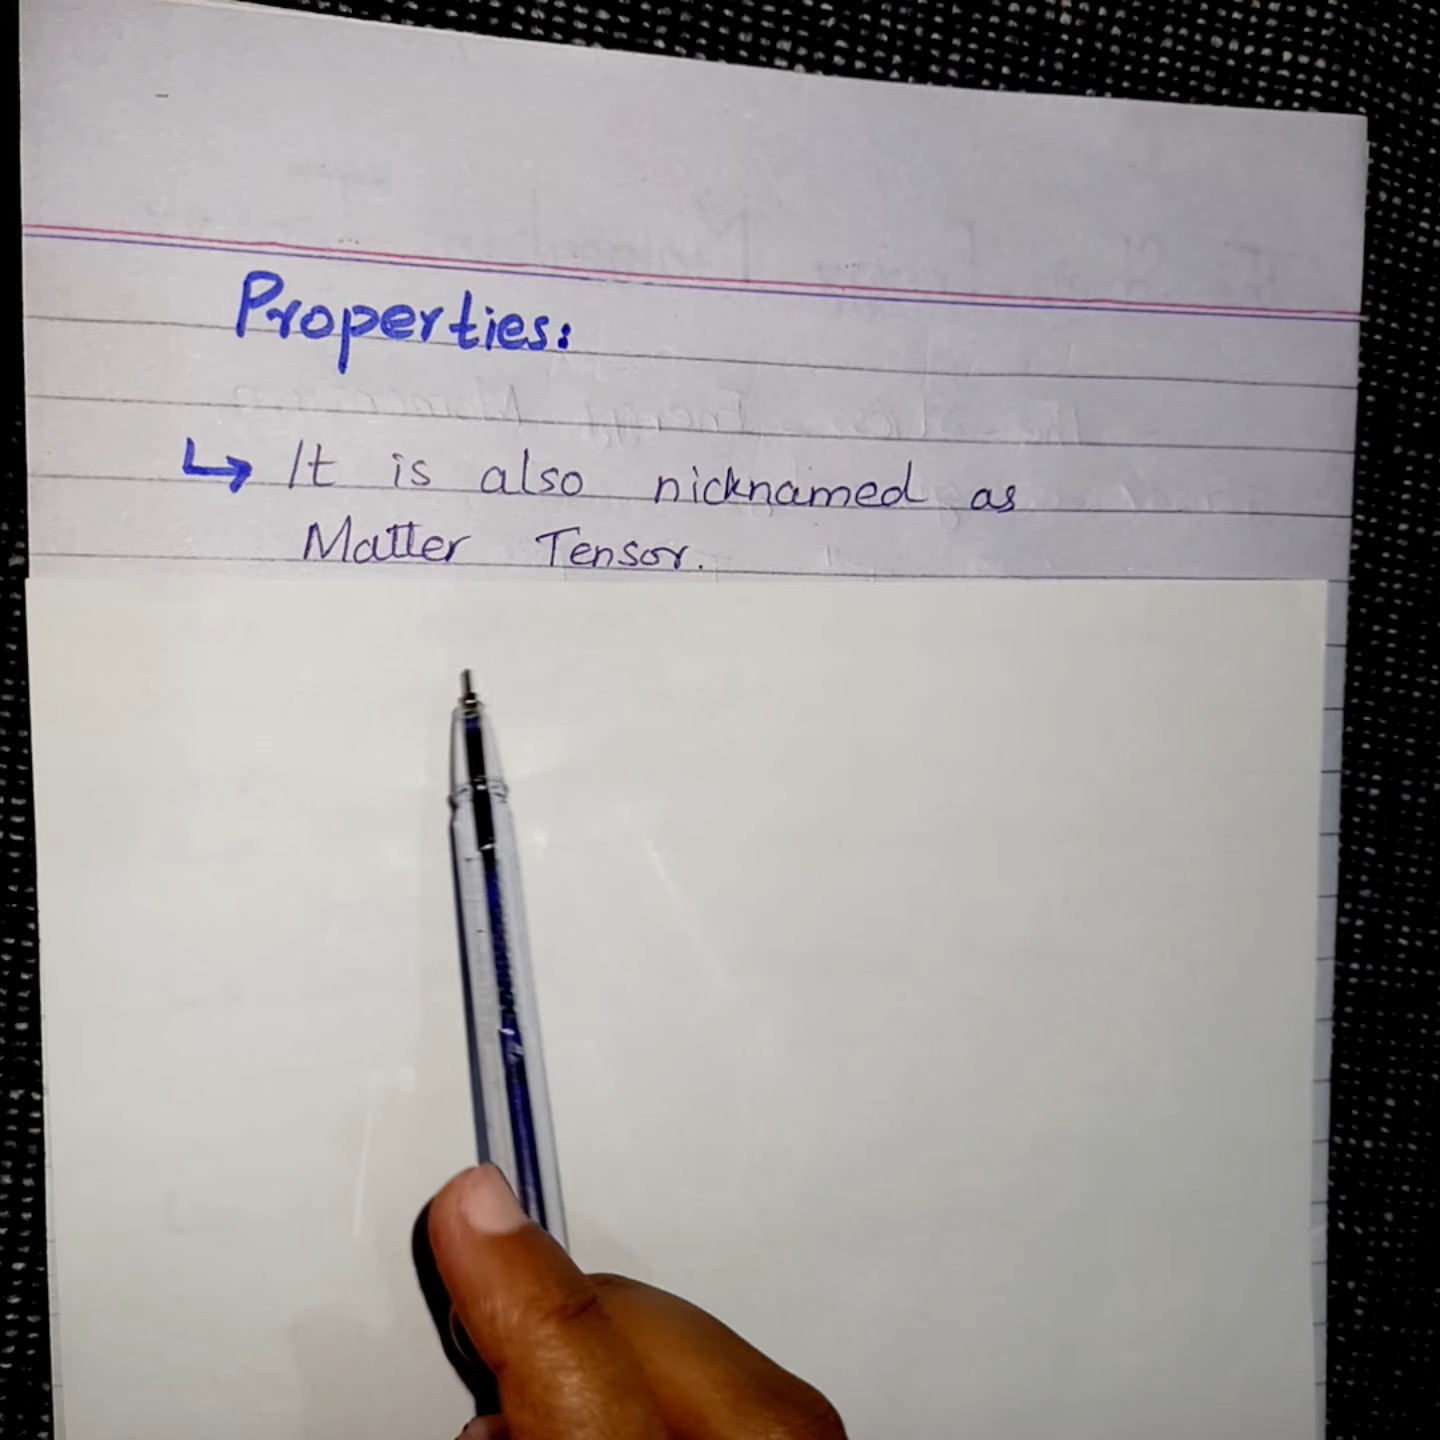 Properties:
↳ It is also nicknamed as
Matter Tensor.